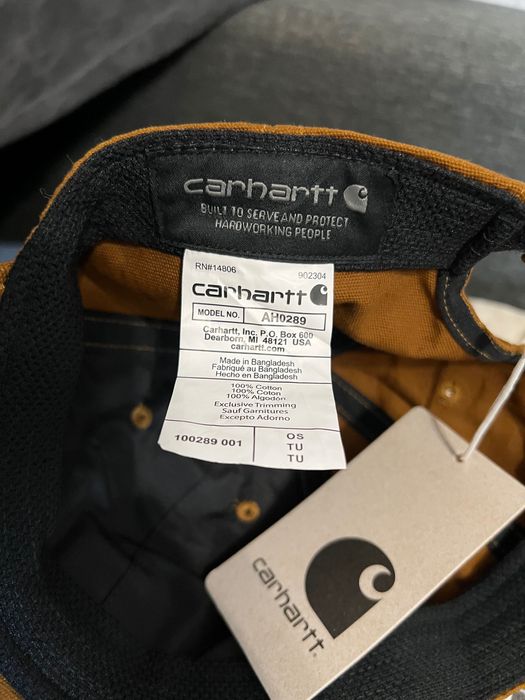 carhartt
BUILT TO SERVE AND PROTECT
HARDWORKING PEOPLE
RN#14806 902304
carhartt
MODEL NO. AH0289
Carhartt, Inc. P.O. Box 600
Dearborn, MI 48121 USA
carhartt.com
Made in Bangladesh
Fabriqué au Bangladesh
Hecho en Bangladesh
100% Cotton
100% Coton
100% Algodón
Exclusive Trimming
Sauf Garnitures
Excepto Adorno
100289 001
OS
TU
TU
carhartt